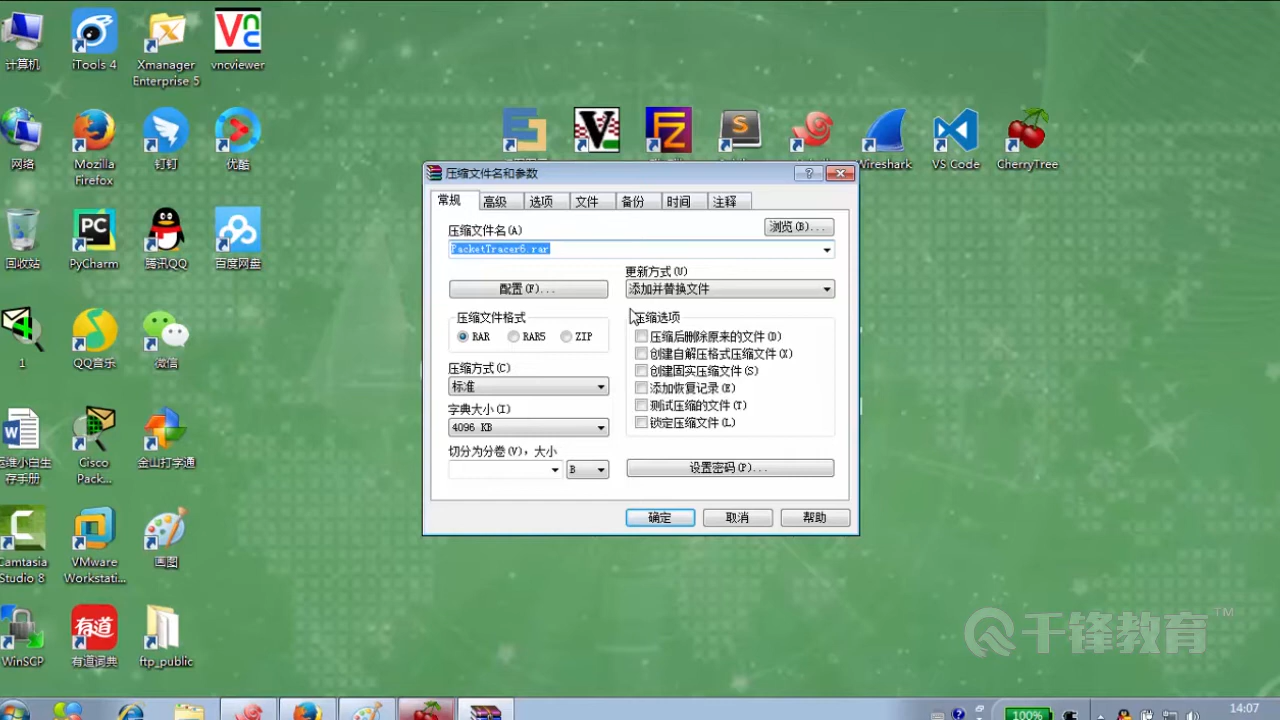 计算机
iTools 4
Xmanager
Enterprise 5
vncviewer
网络
Mozilla
Firefox
钉钉
优酷
Wireshark
VS Code
CherryTree
回收站
PyCharm
腾讯QQ
百度网盘
1
QQ音乐
微信
运维小白生
存手册
Cisco
Pack...
金山打字通
Camtasia
Studio 8
VMware
Workstati...
画图
WinSCP
有道
有道词典
ftp_public
压缩文件名和参数
常规 高级 选项 文件 备份 时间 注释
压缩文件名(A)
浏览(B)...
PacketTracer6.rar
更新方式(U)
配置(F)...
添加并替换文件
压缩文件格式
RAR RAR5 ZIP
压缩选项
压缩后删除原来的文件(D)
创建自解压格式压缩文件(X)
创建固实压缩文件(S)
添加恢复记录(E)
测试压缩的文件(T)
锁定压缩文件(L)
压缩方式(C)
标准
字典大小(I)
4096 KB
切分为分卷(V), 大小
B
设置密码(P)...
确定 取消 帮助
千锋教育™
100%
14:07